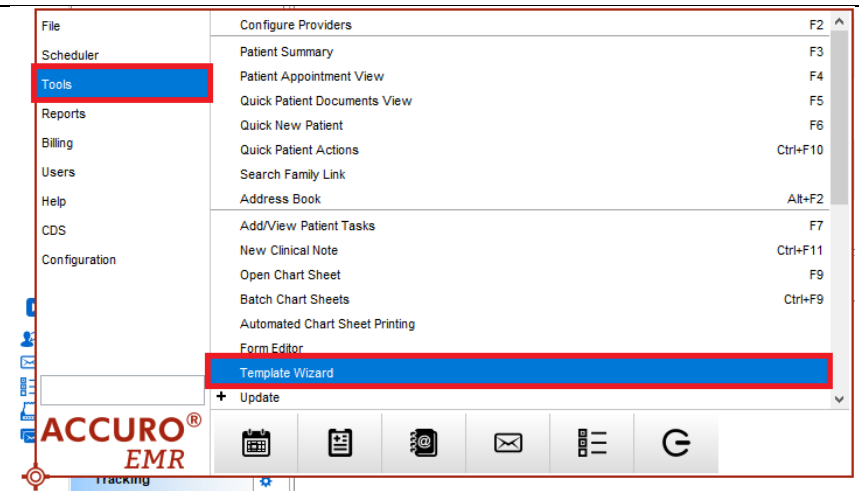 File
Scheduler
Tools
Reports
Billing
Users
Help
CDS
Configuration
Configure Providers F2
Patient Summary F3
Patient Appointment View F4
Quick Patient Documents View F5
Quick New Patient F6
Quick Patient Actions Ctrl+F10
Search Family Link
Address Book Alt+F2
Add/View Patient Tasks F7
New Clinical Note Ctrl+F11
Open Chart Sheet F9
Batch Chart Sheets Ctrl+F9
Automated Chart Sheet Printing
Form Editor
Template Wizard
+ Update
ACCURO®
EMR
Tracking